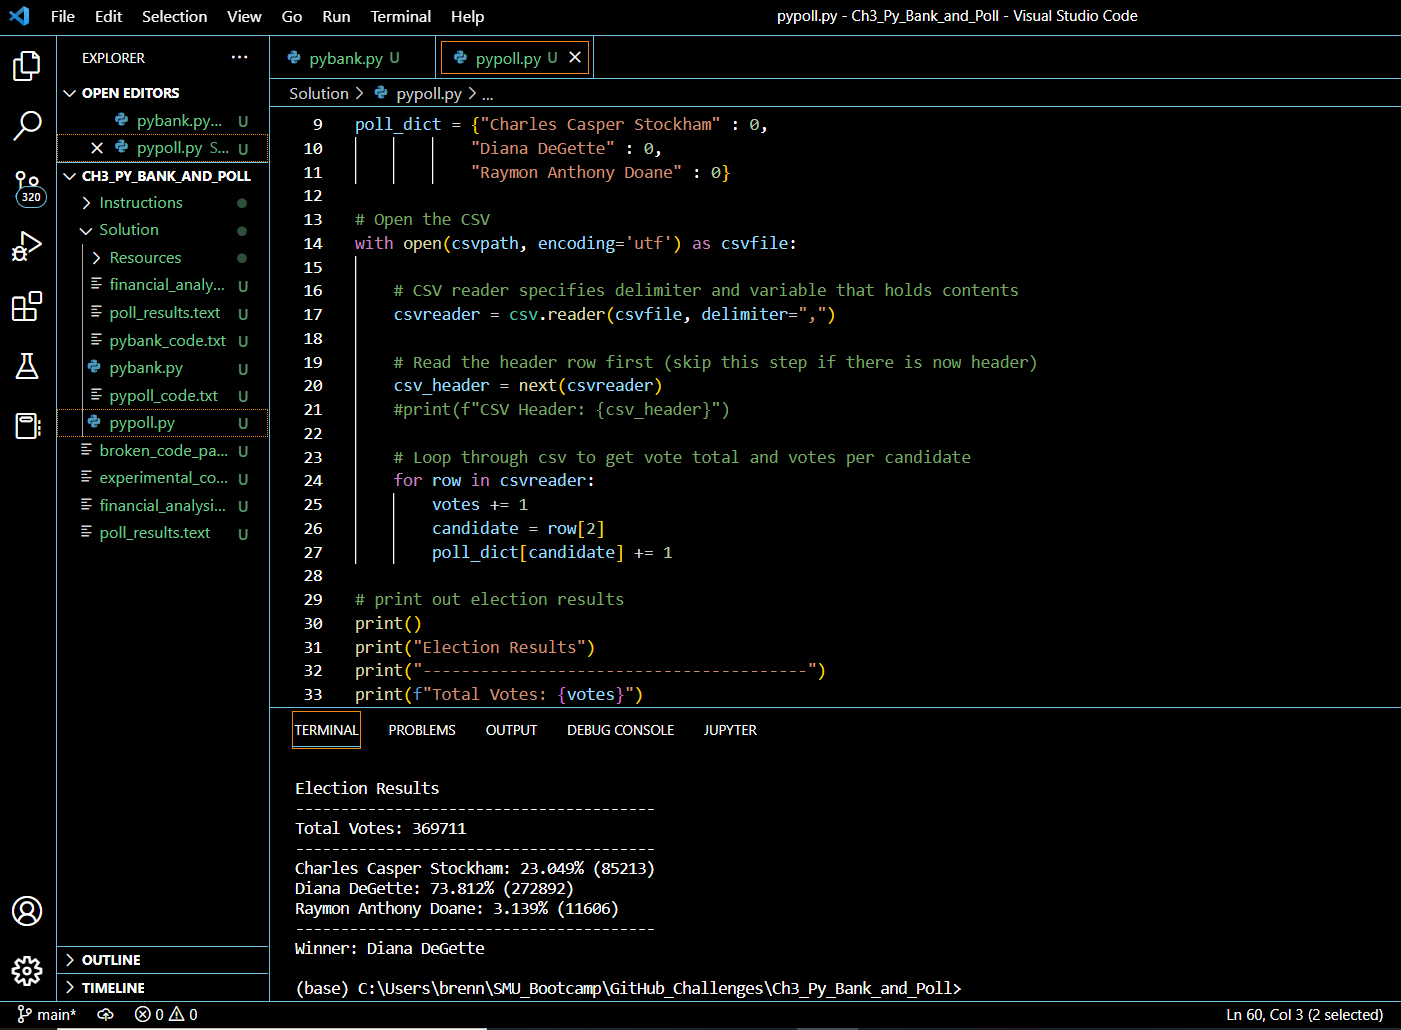 File Edit Selection View Go Run Terminal Help
pypoll.py - Ch3_Py_Bank_and_Poll - Visual Studio Code
EXPLORER ...
OPEN EDITORS
pybank.py... U
pypoll.py S... U
CH3_PY_BANK_AND_POLL
320
Instructions
Solution
Resources
financial_analy... U
poll_results.text U
pybank_code.txt U
pybank.py U
pypoll_code.txt U
pypoll.py U
broken_code_pa... U
experimental_co... U
financial_analysi... U
poll_results.text U
OUTLINE
TIMELINE
pybank.py U
pypoll.py U
Solution > pypoll.py > ...
9 poll_dict = {"Charles Casper Stockham" : 0,
10 "Diana DeGette" : 0,
11 "Raymon Anthony Doane" : 0}
12
13 # Open the CSV
14 with open(csvpath, encoding='utf') as csvfile:
15
16 # CSV reader specifies delimiter and variable that holds contents
17 csvreader = csv.reader(csvfile, delimiter=",")
18
19 # Read the header row first (skip this step if there is now header)
20 csv_header = next(csvreader)
21 #print(f"CSV Header: {csv_header}")
22
23 # Loop through csv to get vote total and votes per candidate
24 for row in csvreader:
25 votes += 1
26 candidate = row[2]
27 poll_dict[candidate] += 1
28
29 # print out election results
30 print()
31 print("Election Results")
32 print("----------------------------------------")
33 print(f"Total Votes: {votes}")
TERMINAL PROBLEMS OUTPUT DEBUG CONSOLE JUPYTER
Election Results
----------------------------------------
Total Votes: 369711
----------------------------------------
Charles Casper Stockham: 23.049% (85213)
Diana DeGette: 73.812% (272892)
Raymon Anthony Doane: 3.139% (11606)
----------------------------------------
Winner: Diana DeGette
(base) C:\Users\brenn\SMU_Bootcamp\GitHub_Challenges\Ch3_Py_Bank_and_Poll>
main* 0 0
Ln 60, Col 3 (2 selected)